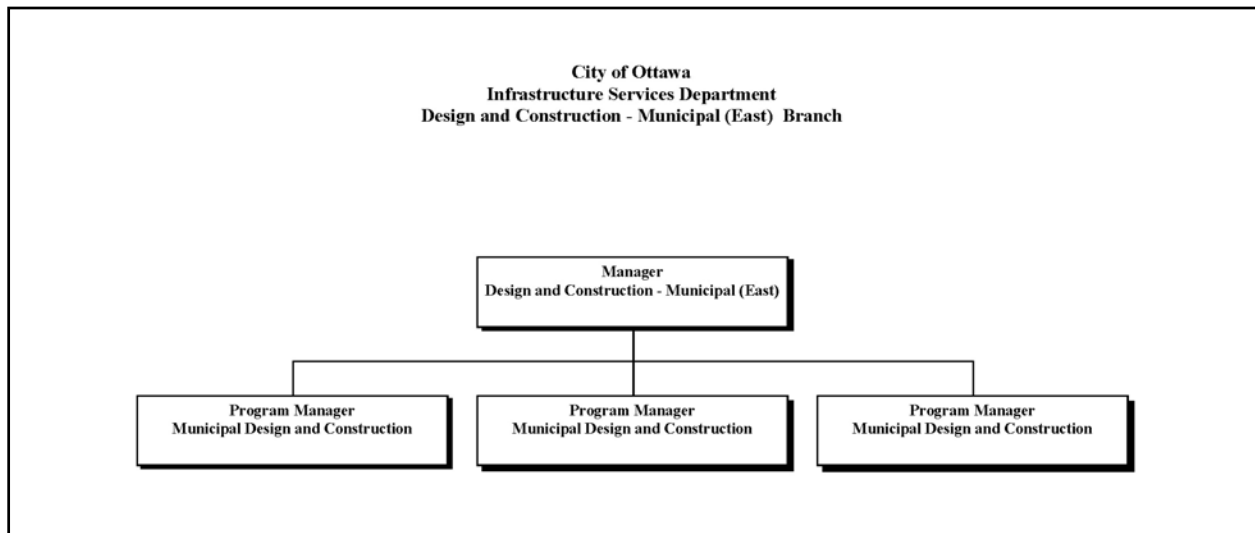 City of Ottawa
Infrastructure Services Department
Design and Construction - Municipal (East) Branch
Manager
Design and Construction - Municipal (East)
Program Manager
Municipal Design and Construction
Program Manager
Municipal Design and Construction
Program Manager
Municipal Design and Construction